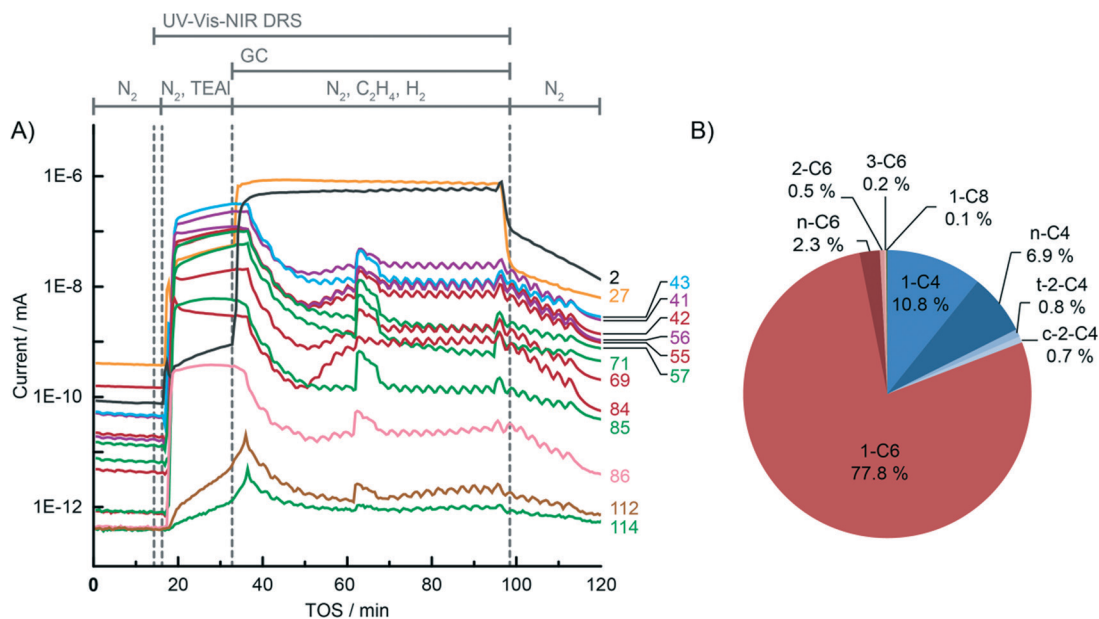 UV-Vis-NIR DRS
GC
N₂
N₂, TEAl
N₂, C₂H₄, H₂
N₂
A)
B)
Current / mA
1E-6
1E-8
1E-10
1E-12
0
20
40
60
80
100
120
TOS / min
2
27
43
41
42
56
55
57
71
69
84
85
86
112
114
3-C6
0.2 %
2-C6
0.5 %
1-C8
0.1 %
n-C6
2.3 %
n-C4
6.9 %
1-C4
10.8 %
t-2-C4
0.8 %
c-2-C4
0.7 %
1-C6
77.8 %